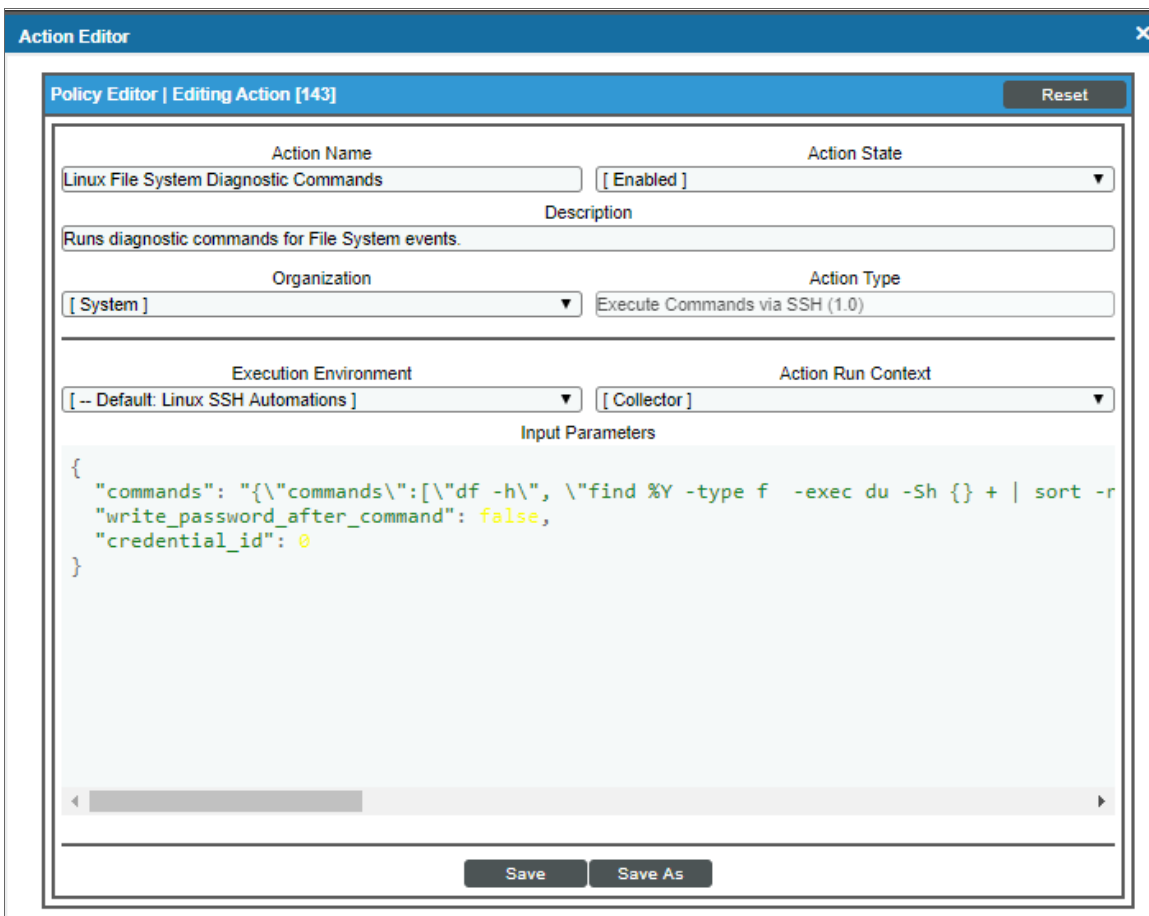 Action Editor
Policy Editor | Editing Action [143]
Reset
Action Name
Action State
Linux File System Diagnostic Commands
[ Enabled ]
Description
Runs diagnostic commands for File System events.
Organization
Action Type
[ System ]
Execute Commands via SSH (1.0)
Execution Environment
Action Run Context
[ -- Default: Linux SSH Automations ]
[ Collector ]
Input Parameters
{
"commands": "{\"commands\":[\"df -h\", \"find %Y -type f  -exec du -Sh {} + | sort -r
"write_password_after_command": false,
"credential_id": 0
}
Save
Save As